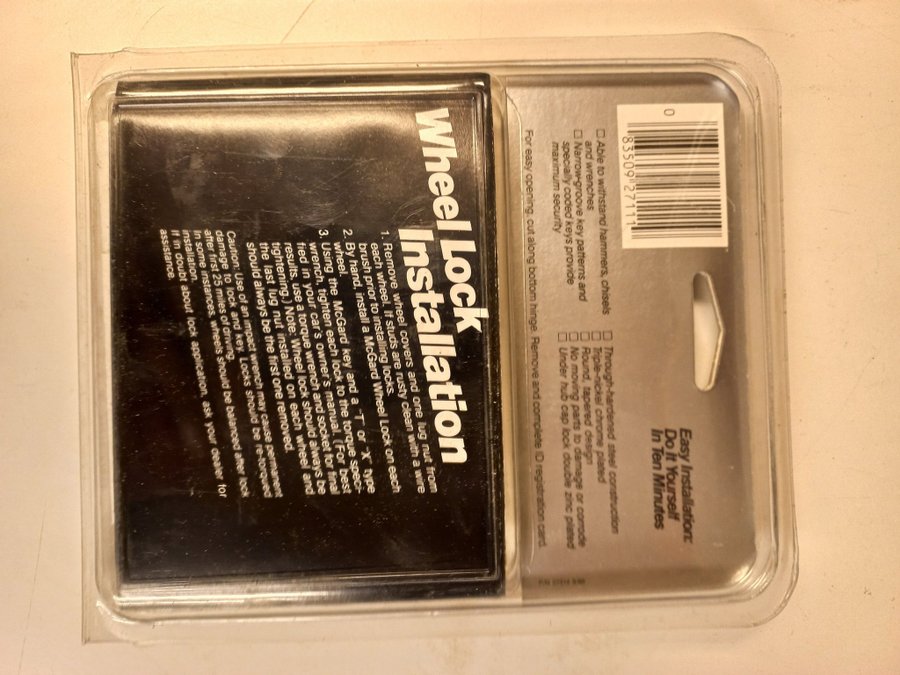 0 83509 27111
Easy Installation:
Do It Yourself
In Ten Minutes
☐ Able to withstand hammers, chisels
and wrenches
☐ Narrow-groove key patterns and
specially coded keys provide
maximum security
☐ Through-hardened steel construction
☐ Triple-nickel chrome plated
☐ Round, tapered design
☐ No moving parts to damage or corrode
☐ Under hub cap lock double zinc plated
For easy opening, cut along bottom hinge. Remove and complete ID registration card.
Wheel Lock
Installation
1. Remove wheel covers and one lug nut from
each wheel. If studs are rusty clean with a wire
brush prior to installing locks.
2. By hand, install a McGard Wheel Lock on each
wheel.
3. Using the McGard key and a "T" or "X" type
wrench, tighten each lock to the torque speci-
fied in your car's owner's manual. (For best
results, use a torque wrench and socket for final
tightening.) Note: Wheel lock should always be
the last lug nut installed on each wheel and
should always be the first one removed.
Caution: Use of an impact wrench may cause permanent
damage to lock and key. Locks should be re-torqued
after first 25 miles of driving.
In some instances, wheels should be balanced after lock
installation.
If in doubt about lock application, ask your dealer for
assistance.